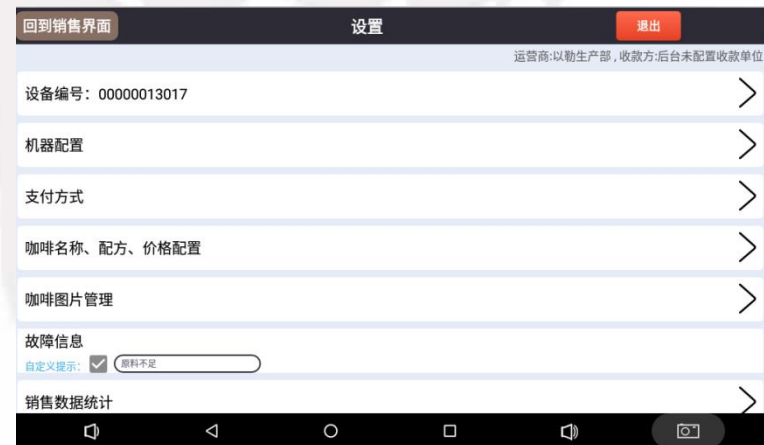 回到销售界面
设置
退出
运营商:以勒生产部 , 收款方:后台未配置收款单位
设备编号：00000013017
机器配置
支付方式
咖啡名称、配方、价格配置
咖啡图片管理
故障信息
自定义提示: 原料不足
销售数据统计